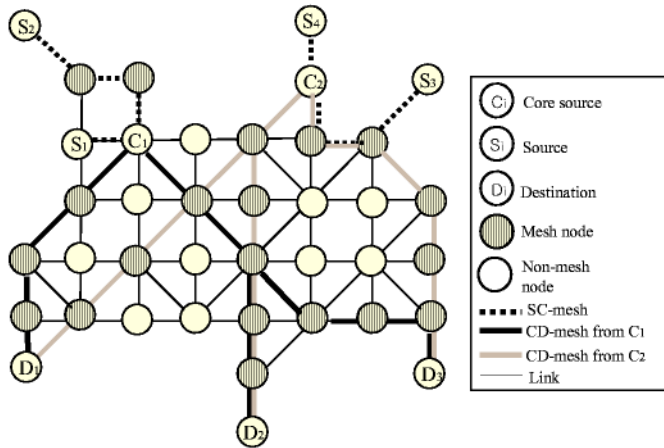 S2
S4
C2
S3
S1
C1
D1
D2
D3
Ci Core source
Si Source
Di Destination
Mesh node
Non-mesh
node
SC-mesh
CD-mesh from C1
CD-mesh from C2
Link